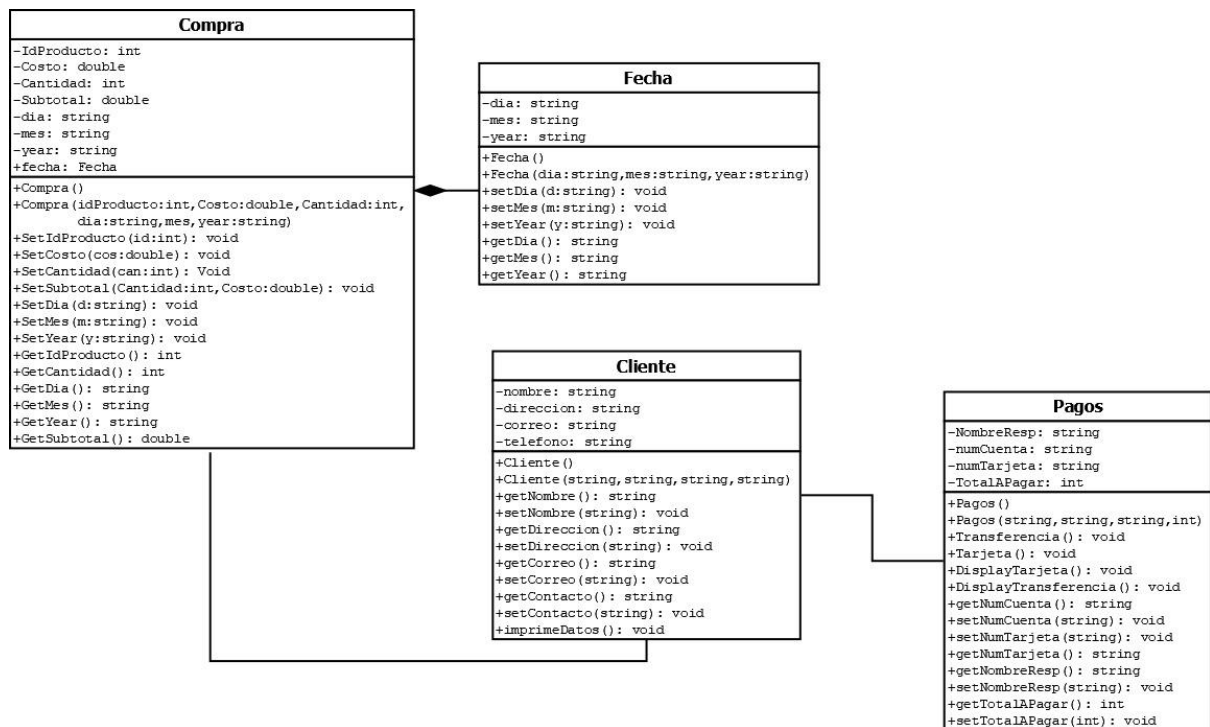 Compra
-IdProducto: int
-Costo: double
-Cantidad: int
-Subtotal: double
-dia: string
-mes: string
-year: string
+fecha: Fecha
+Compra()
+Compra(idProducto:int,Costo:double,Cantidad:int,
dia:string,mes,year:string)
+SetIdProducto(id:int): void
+SetCosto(cos:double): void
+SetCantidad(can:int): Void
+SetSubtotal(Cantidad:int,Costo:double): void
+SetDia(d:string): void
+SetMes(m:string): void
+SetYear(y:string): void
+GetIdProducto(): int
+GetCantidad(): int
+GetDia(): string
+GetMes(): string
+GetYear(): string
+GetSubtotal(): double
Fecha
-dia: string
-mes: string
-year: string
+Fecha()
+Fecha(dia:string,mes:string,year:string)
+setDia(d:string): void
+setMes(m:string): void
+setYear(y:string): void
+getDia(): string
+getMes(): string
+getYear(): string
Cliente
-nombre: string
-direccion: string
-correo: string
-telefono: string
+Cliente()
+Cliente(string,string,string,string)
+getNombre(): string
+setNombre(string): void
+getDireccion(): string
+setDireccion(string): void
+getCorreo(): string
+setCorreo(string): void
+getContacto(): string
+setContacto(string): void
+imprimeDatos(): void
Pagos
-NombreResp: string
-numCuenta: string
-numTarjeta: string
-TotalAPagar: int
+Pagos()
+Pagos(string,string,string,int)
+Transferencia(): void
+Tarjeta(): void
+DisplayTarjeta(): void
+DisplayTransferencia(): void
+getNumCuenta(): string
+setNumCuenta(string): void
+setNumTarjeta(string): void
+getNumTarjeta(): string
+getNombreResp(): string
+setNombreResp(string): void
+getTotalAPagar(): int
+setTotalAPagar(int): void